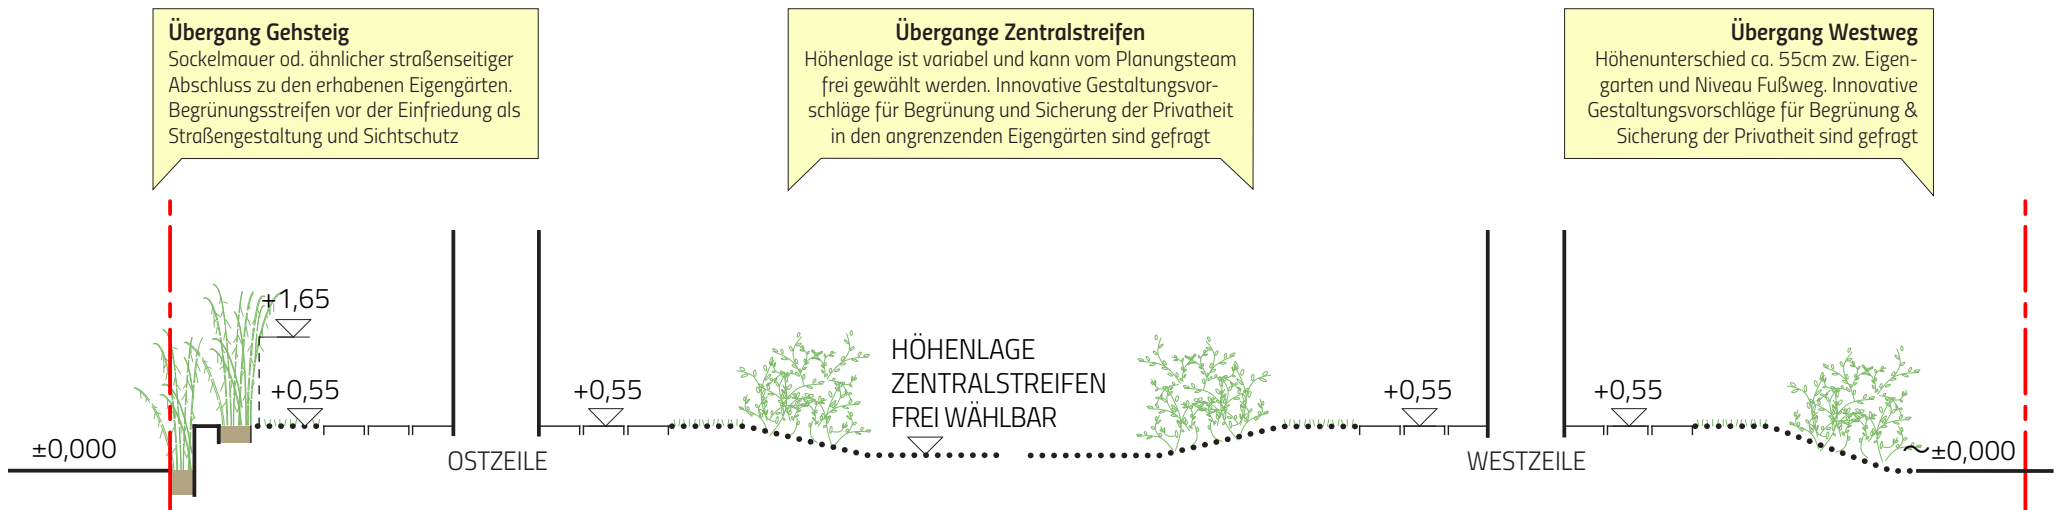 Übergang Gehsteig
Sockelmauer od. ähnlicher straßenseitiger
Abschluss zu den erhabenen Eigengärten.
Begrünungsstreifen vor der Einfriedung als
Straßengestaltung und Sichtschutz
Übergange Zentralstreifen
Höhenlage ist variabel und kann vom Planungsteam
frei gewählt werden. Innovative Gestaltungsvor-
schläge für Begrünung und Sicherung der Privatheit
in den angrenzenden Eigengärten sind gefragt
Übergang Westweg
Höhenunterschied ca. 55cm zw. Eigen-
garten und Niveau Fußweg. Innovative
Gestaltungsvorschläge für Begrünung &
Sicherung der Privatheit sind gefragt
+1,65
HÖHENLAGE
ZENTRALSTREIFEN
FREI WÄHLBAR
+0,55
+0,55
+0,55
+0,55
±0,000
OSTZEILE
WESTZEILE
~±0,000